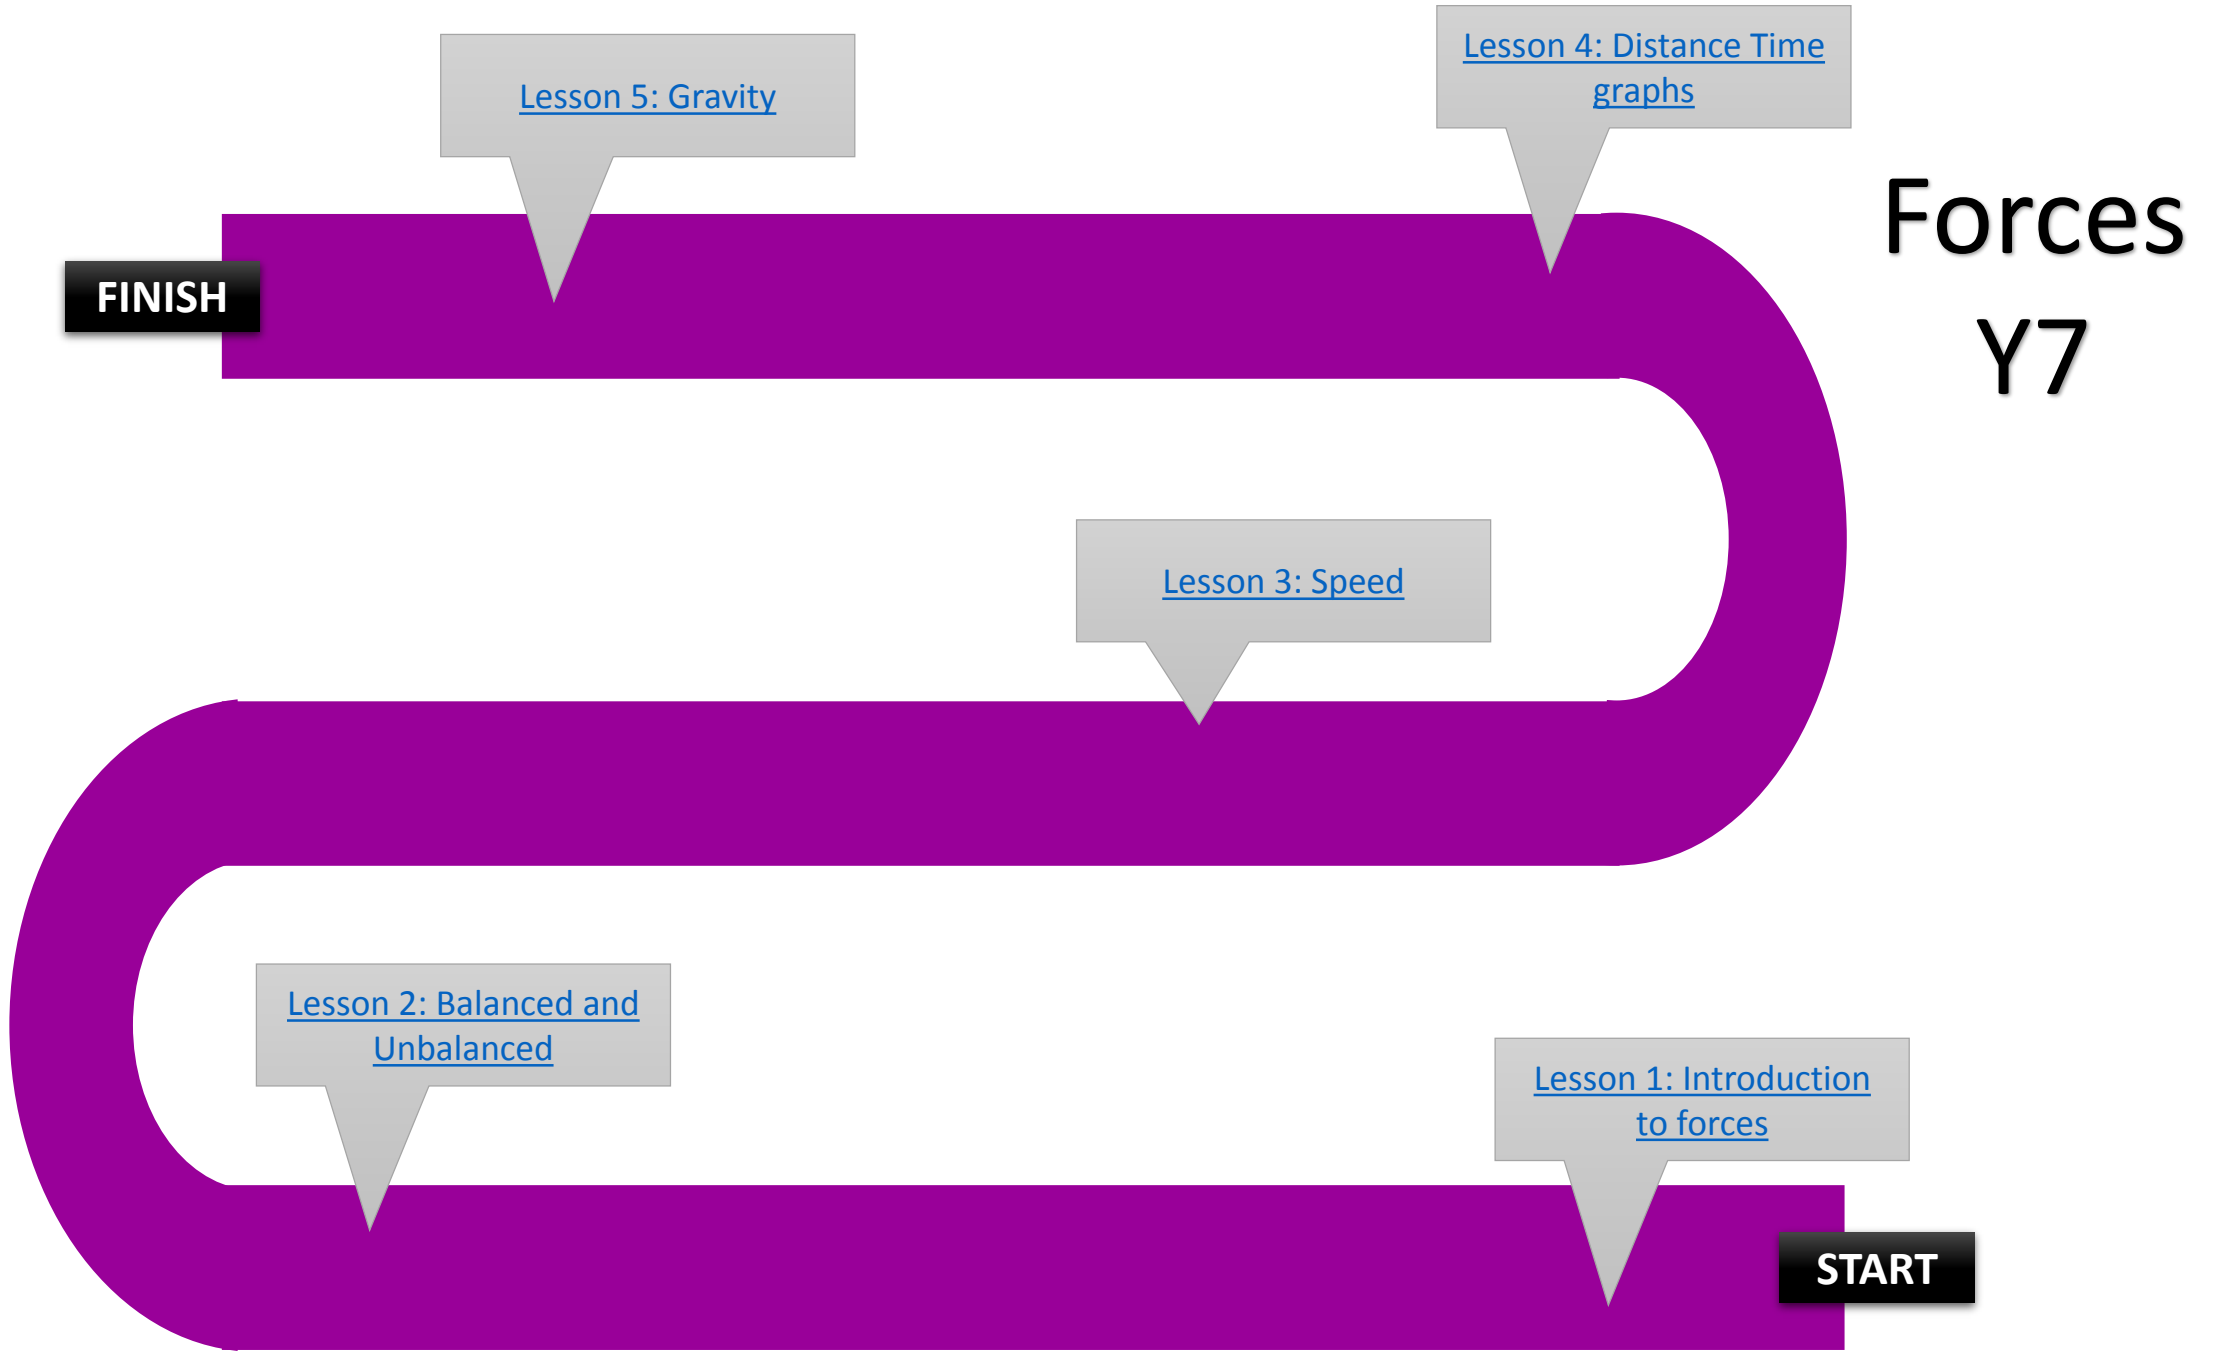 Lesson 5: Gravity
Lesson 4: Distance Time
graphs
Forces
Y7
FINISH
Lesson 3: Speed
Lesson 2: Balanced and
Unbalanced
Lesson 1: Introduction
to forces
START